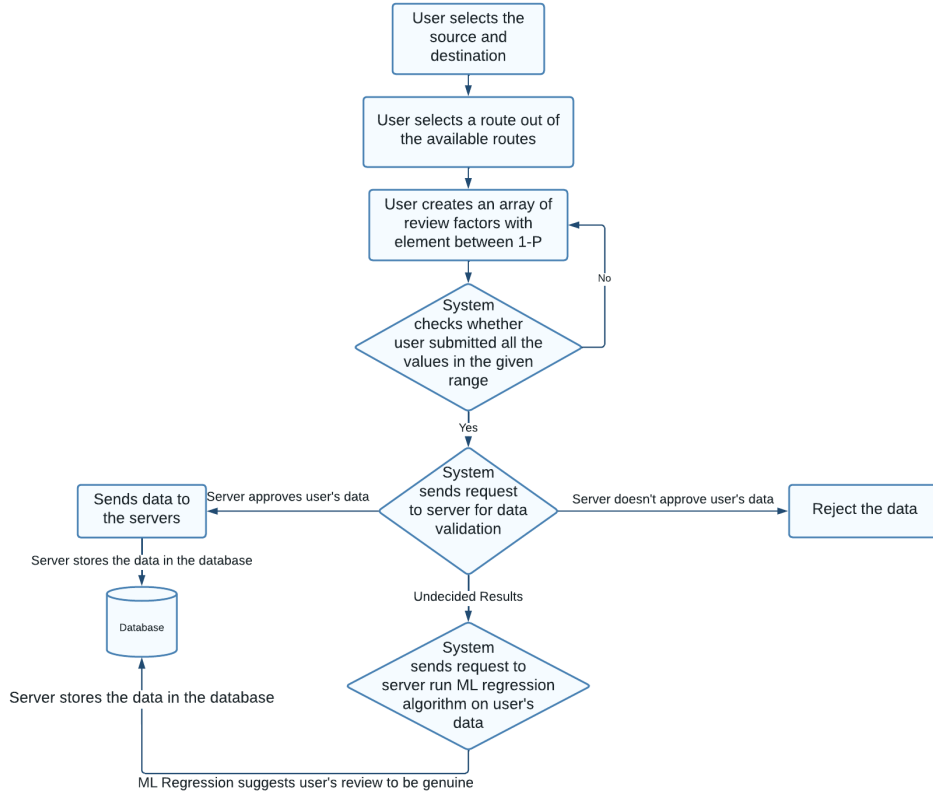 User selects the
source and
destination
User selects a route out of
the available routes
User creates an array of
review factors with
element between 1-P
No
System
checks whether
user submitted all the
values in the given
range
Yes
System
sends request
to server for data
validation
Server approves user's data
Server doesn't approve user's data
Sends data to
the servers
Reject the data
Server stores the data in the database
Database
Undecided Results
System
sends request to
server run ML regression
algorithm on user's
data
Server stores the data in the database
ML Regression suggests user's review to be genuine